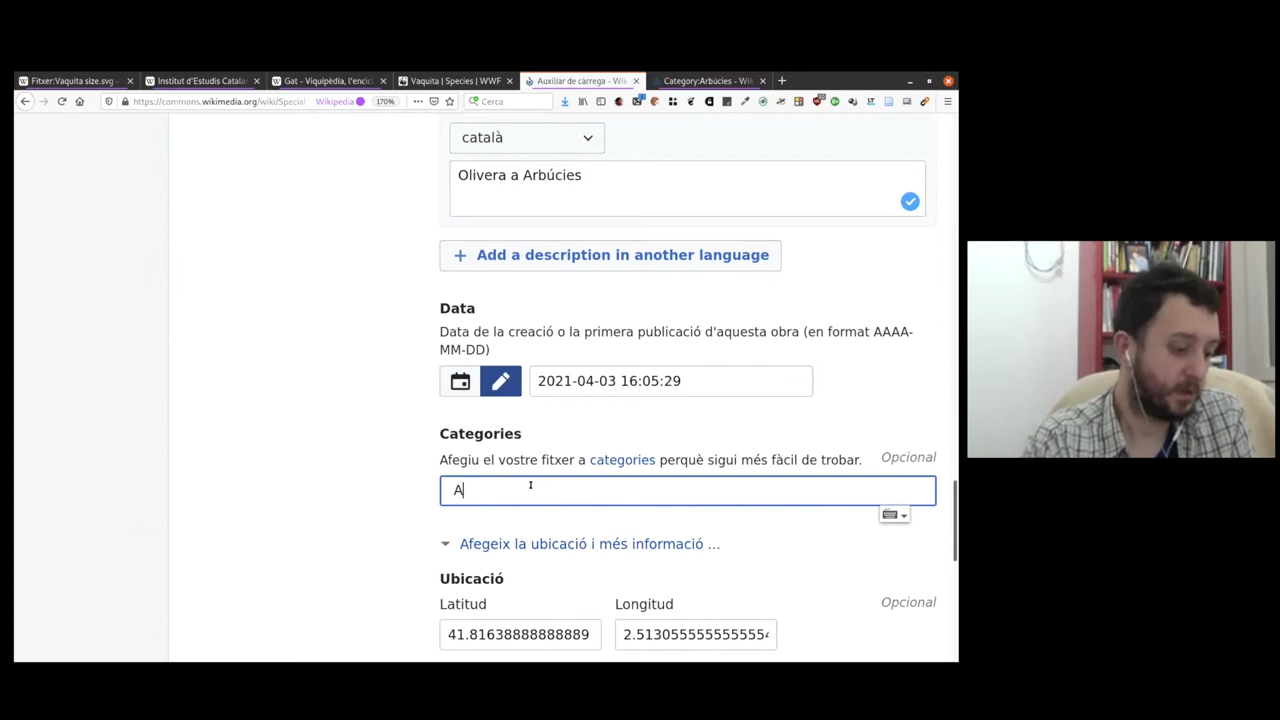 Fitxer:Vaquita size.svg -
Institut d'Estudis Catala
Gat - Viquipèdia, l'enci
Vaquita | Species | WWF
Auxiliar de càrrega - Wik
Category:Arbúcies - Wik
https://commons.wikimedia.org/wiki/Special
Wikipedia
170%
Cerca
català
Olivera a Arbúcies
+ Add a description in another language
Data
Data de la creació o la primera publicació d'aquesta obra (en format AAAA-
MM-DD)
2021-04-03 16:05:29
Categories
Afegiu el vostre fitxer a categories perquè sigui més fàcil de trobar.
Opcional
A
Afegeix la ubicació i més informació ...
Ubicació
Latitud
Longitud
Opcional
41.81638888888889
2.513055555555555